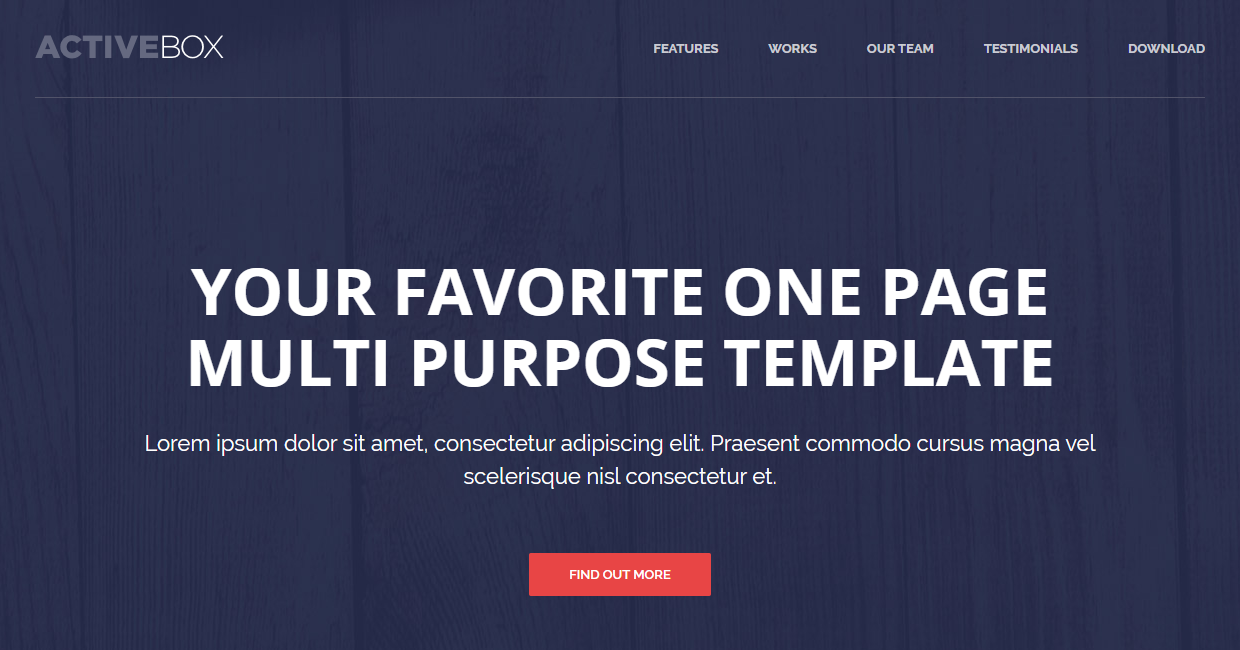 ACTIVEBOX
FEATURES WORKS OUR TEAM TESTIMONIALS DOWNLOAD
YOUR FAVORITE ONE PAGE
MULTI PURPOSE TEMPLATE
Lorem ipsum dolor sit amet, consectetur adipiscing elit. Praesent commodo cursus magna vel
scelerisque nisl consectetur et.
FIND OUT MORE